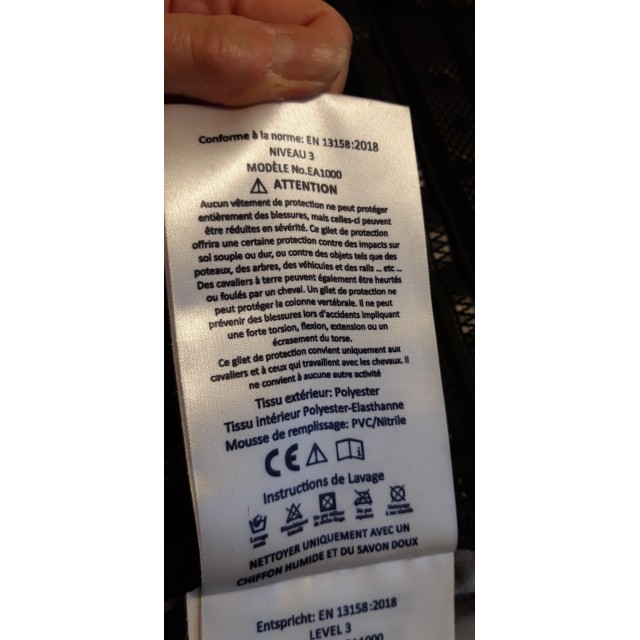 Conforme à la norme: EN 13158:2018
NIVEAU 3
MODÈLE No.EA1000
ATTENTION
Aucun vêtement de protection ne peut protéger
entièrement des blessures, mais celles-ci peuvent
être réduites en sévérité. Ce gilet de protection
offrira une certaine protection contre des impacts sur
sol souple ou dur, ou contre des objets tels que des
poteaux, des arbres, des véhicules et des rails ... etc ...
Des cavaliers à terre peuvent également être heurtés
ou foulés par un cheval. Un gilet de protection ne
peut protéger la colonne vertébrale. Il ne peut
prévenir des blessures lors d'accidents impliquant
une forte torsion, flexion, extension ou un
écrasement du torse.
Ce gilet de protection convient uniquement aux
cavaliers et à ceux qui travaillent avec les chevaux. Il
ne convient à aucune autre activité
Tissu extérieur: Polyester
Tissu intérieur Polyester-Elasthanne
Mousse de remplissage: PVC/Nitrile
CE
Instructions de Lavage
Lavage
NETTOYER UNIQUEMENT AVEC UN
CHIFFON HUMIDE ET DU SAVON DOUX
Entspricht: EN 13158:2018
LEVEL 3